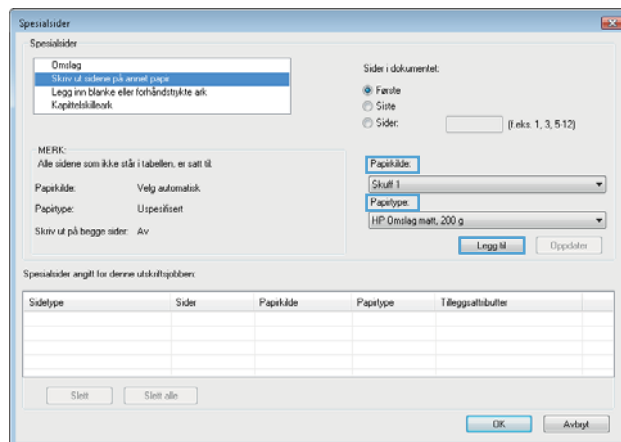 Spesialsider
Spesialsider
Omslag
Skriv ut sidene på annet papir
Legg inn blanke eller forhåndstrykte ark
Kapittelskilleark
Sider i dokumentet:
Første
Siste
Sider:
(f.eks. 1, 3, 5-12)
MERK:
Alle sidene som ikke står i tabellen, er satt til:
Papirkilde: Velg automatisk
Papirtype: Uspesifisert
Skriv ut på begge sider: Av
Papirkilde:
Skuff 1
Papirtype:
HP Omslag matt, 200 g
Legg til
Oppdater
Spesialsider angitt for denne utskriftsjobben:
Sidetype Sider Papirkilde Papirtype Tilleggsattributter
Slett Slett alle
OK Avbryt